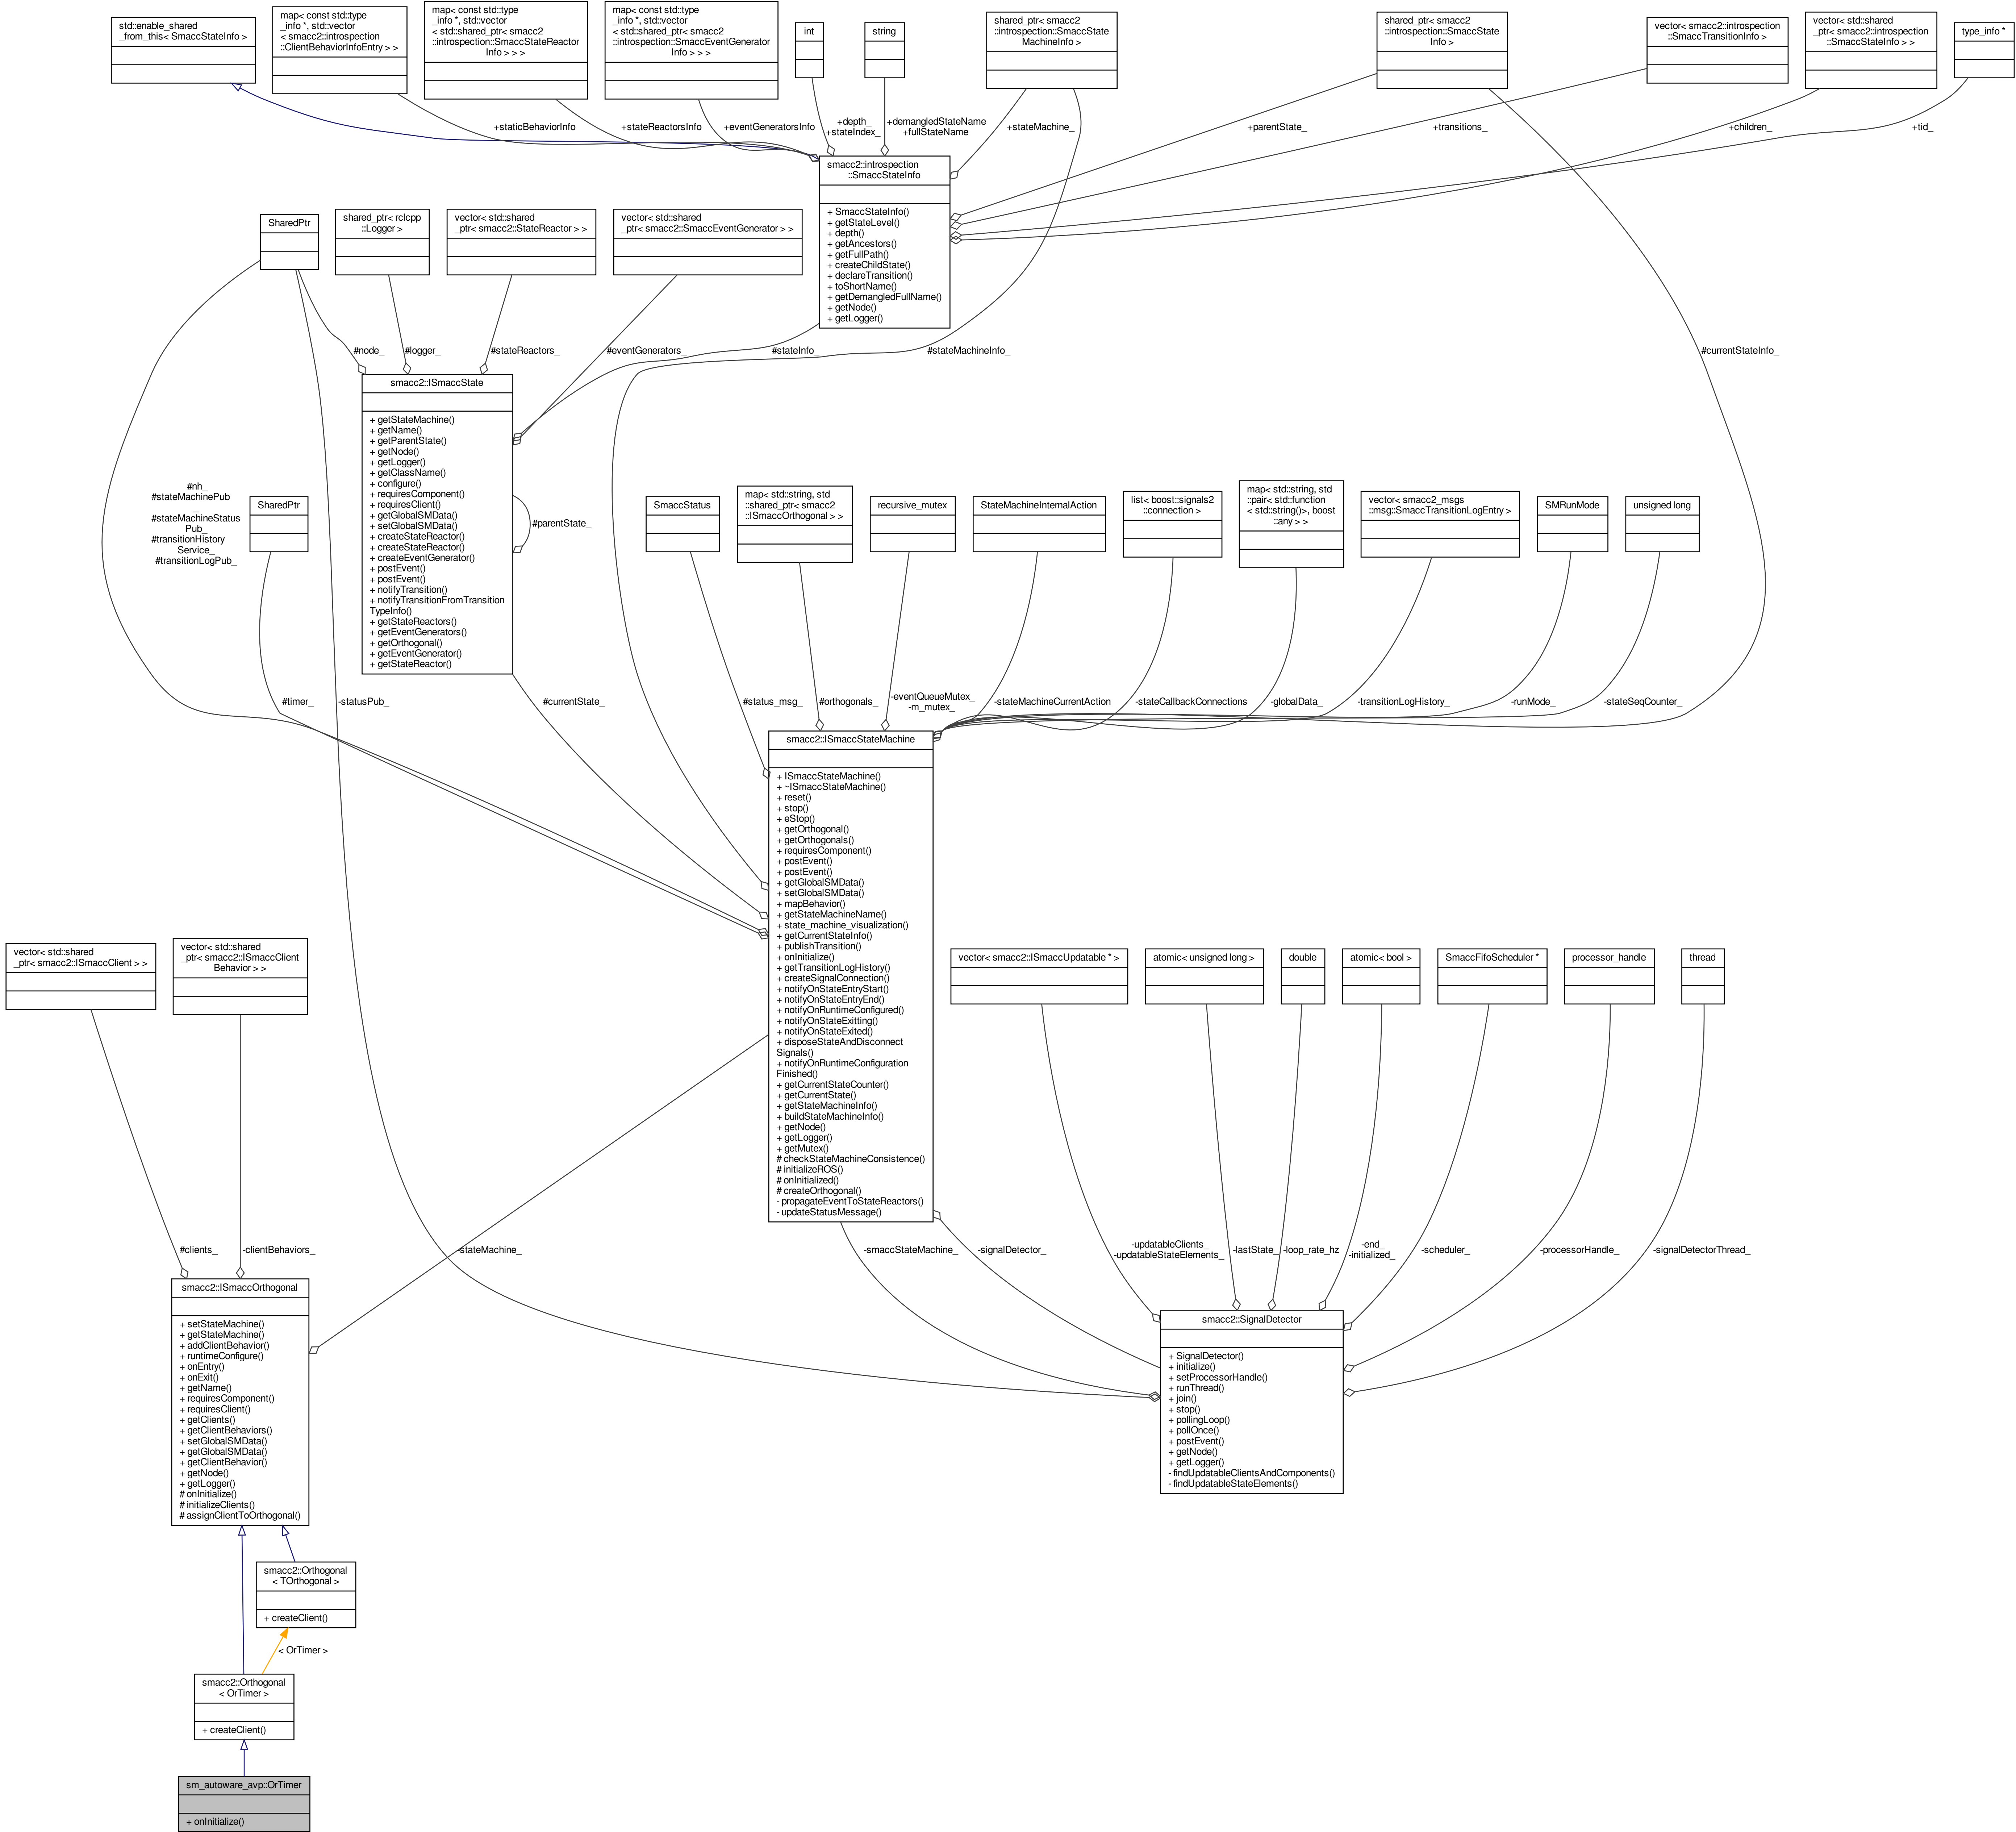 std::enable_shared
_from_this< SmaccStateInfo >
map< const std::type
_info *, std::vector
< smacc2::introspection
::ClientBehaviorInfoEntry > >
map< const std::type
_info *, std::vector
< std::shared_ptr< smacc2
::introspection::SmaccStateReactor
Info > > >
map< const std::type
_info *, std::vector
< std::shared_ptr< smacc2
::introspection::SmaccEventGenerator
Info > > >
int
string
shared_ptr< smacc2
::introspection::SmaccState
MachineInfo >
shared_ptr< smacc2
::introspection::SmaccState
Info >
vector< smacc2::introspection
::SmaccTransitionInfo >
vector< std::shared
_ptr< smacc2::introspection
::SmaccStateInfo > >
type_info *
+staticBehaviorInfo
+stateReactorsInfo
+eventGeneratorsInfo
+depth_
+stateIndex_
+demangledStateName
+fullStateName
+stateMachine_
+parentState_
+transitions_
+children_
+tid_
smacc2::introspection
::SmaccStateInfo
+ SmaccStateInfo()
+ getStateLevel()
+ depth()
+ getAncestors()
+ getFullPath()
+ createChildState()
+ declareTransition()
+ toShortName()
+ getDemangledFullName()
+ getNode()
+ getLogger()
SharedPtr
shared_ptr< rclcpp
::Logger >
vector< std::shared
_ptr< smacc2::StateReactor > >
vector< std::shared
_ptr< smacc2::SmaccEventGenerator > >
#node_
#logger_
#stateReactors_
#eventGenerators_
#stateInfo_
#stateMachineInfo_
#currentStateInfo_
smacc2::ISmaccState
+ getStateMachine()
+ getName()
+ getParentState()
+ getNode()
+ getLogger()
+ getClassName()
+ configure()
+ requiresComponent()
+ requiresClient()
+ getGlobalSMData()
+ setGlobalSMData()
+ createStateReactor()
+ createStateReactor()
+ createEventGenerator()
+ postEvent()
+ postEvent()
+ notifyTransition()
+ notifyTransitionFromTransition
TypeInfo()
+ getStateReactors()
+ getEventGenerators()
+ getOrthogonal()
+ getEventGenerator()
+ getStateReactor()
#parentState_
#nh_
#stateMachinePub
_
#stateMachineStatus
Pub_
#transitionHistory
Service_
#transitionLogPub_
SharedPtr
SmaccStatus
map< std::string, std
::shared_ptr< smacc2
::ISmaccOrthogonal > >
recursive_mutex
StateMachineInternalAction
list< boost::signals2
::connection >
map< std::string, std
::pair< std::function
< std::string()>, boost
::any > >
vector< smacc2_msgs
::msg::SmaccTransitionLogEntry >
SMRunMode
unsigned long
#timer_
-statusPub_
#currentState_
#status_msg_
#orthogonals_
-eventQueueMutex_
-m_mutex_
-stateMachineCurrentAction
-stateCallbackConnections
-globalData_
-transitionLogHistory_
-runMode_
-stateSeqCounter_
smacc2::ISmaccStateMachine
+ ISmaccStateMachine()
+ ~ISmaccStateMachine()
+ reset()
+ stop()
+ eStop()
+ getOrthogonal()
+ getOrthogonals()
+ requiresComponent()
+ postEvent()
+ postEvent()
+ getGlobalSMData()
+ setGlobalSMData()
+ mapBehavior()
+ getStateMachineName()
+ state_machine_visualization()
+ getCurrentStateInfo()
+ publishTransition()
+ onInitialize()
+ getTransitionLogHistory()
+ createSignalConnection()
+ notifyOnStateEntryStart()
+ notifyOnStateEntryEnd()
+ notifyOnRuntimeConfigured()
+ notifyOnStateExitting()
+ notifyOnStateExited()
+ disposeStateAndDisconnect
Signals()
+ notifyOnRuntimeConfiguration
Finished()
+ getCurrentStateCounter()
+ getCurrentState()
+ getStateMachineInfo()
+ buildStateMachineInfo()
+ getNode()
+ getLogger()
+ getMutex()
# checkStateMachineConsistence()
# initializeROS()
# onInitialized()
# createOrthogonal()
- propagateEventToStateReactors()
- updateStatusMessage()
vector< std::shared
_ptr< smacc2::ISmaccClient > >
vector< std::shared
_ptr< smacc2::ISmaccClient
Behavior > >
vector< smacc2::ISmaccUpdatable * >
atomic< unsigned long >
double
atomic< bool >
SmaccFifoScheduler *
processor_handle
thread
#clients_
-clientBehaviors_
-stateMachine_
-smaccStateMachine_
-signalDetector_
-updatableClients_
-updatableStateElements_
-lastState_
-loop_rate_hz
-end_
-initialized_
-scheduler_
-processorHandle_
-signalDetectorThread_
smacc2::ISmaccOrthogonal
+ setStateMachine()
+ getStateMachine()
+ addClientBehavior()
+ runtimeConfigure()
+ onEntry()
+ onExit()
+ getName()
+ requiresComponent()
+ requiresClient()
+ getClients()
+ getClientBehaviors()
+ setGlobalSMData()
+ getGlobalSMData()
+ getClientBehavior()
+ getNode()
+ getLogger()
# onInitialize()
# initializeClients()
# assignClientToOrthogonal()
smacc2::SignalDetector
+ SignalDetector()
+ initialize()
+ setProcessorHandle()
+ runThread()
+ join()
+ stop()
+ pollingLoop()
+ pollOnce()
+ postEvent()
+ getNode()
+ getLogger()
- findUpdatableClientsAndComponents()
- findUpdatableStateElements()
smacc2::Orthogonal
< TOrthogonal >
+ createClient()
< OrTimer >
smacc2::Orthogonal
< OrTimer >
+ createClient()
sm_autoware_avp::OrTimer
+ onInitialize()